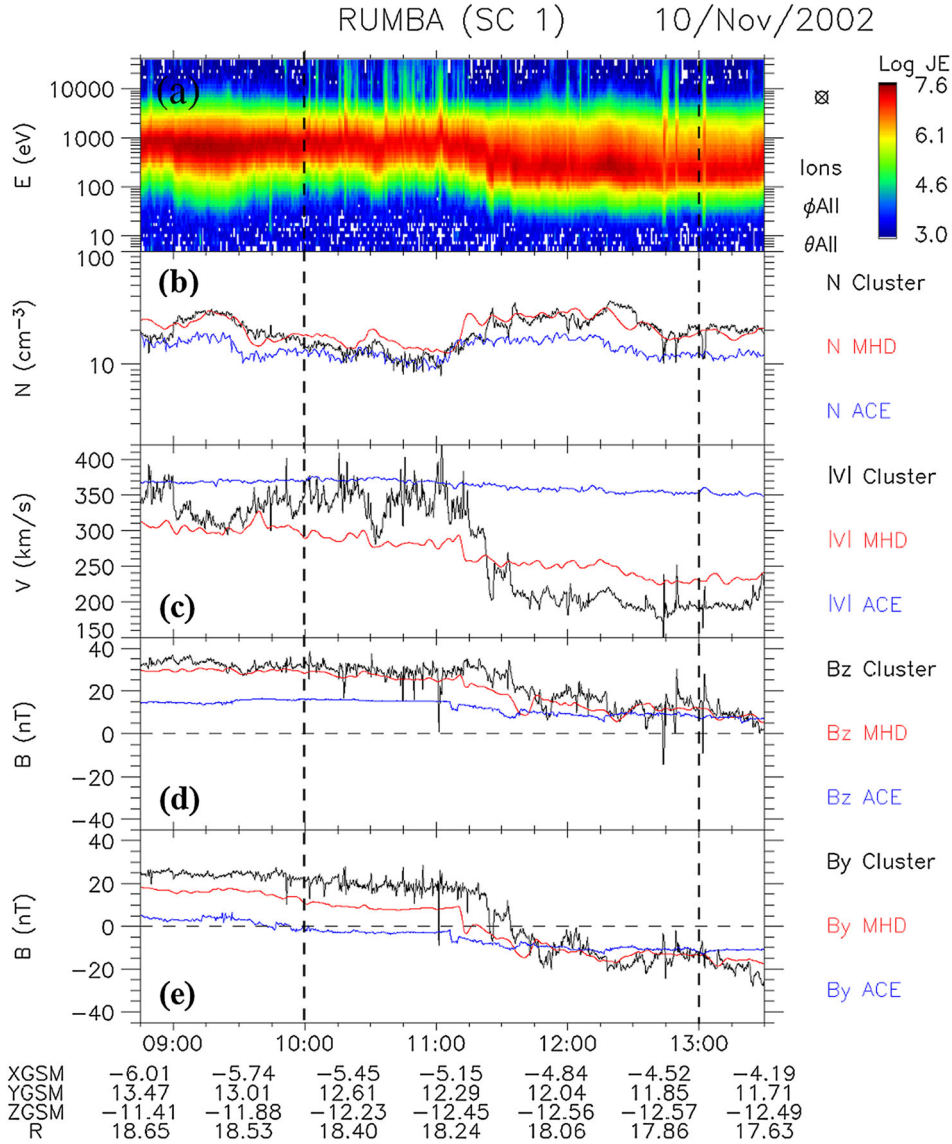 RUMBA (SC 1) 10/Nov/2002
Log JE
(a)
E (eV)
10000
1000
100
10
7.6
6.1
4.6
3.0
Ions
ϕAll
θAll
(b)
N (cm⁻³)
100
10
N Cluster
N MHD
N ACE
(c)
V (km/s)
400
350
300
250
200
150
|V| Cluster
|V| MHD
|V| ACE
(d)
B (nT)
40
20
0
−20
−40
Bz Cluster
Bz MHD
Bz ACE
(e)
B (nT)
40
20
0
−20
−40
By Cluster
By MHD
By ACE
09:00 10:00 11:00 12:00 13:00
XGSM −6.01 −5.74 −5.45 −5.15 −4.84 −4.52 −4.19
YGSM 13.47 13.01 12.61 12.29 12.04 11.85 11.71
ZGSM −11.41 −11.88 −12.23 −12.45 −12.56 −12.57 −12.49
R 18.65 18.53 18.40 18.24 18.06 17.86 17.63